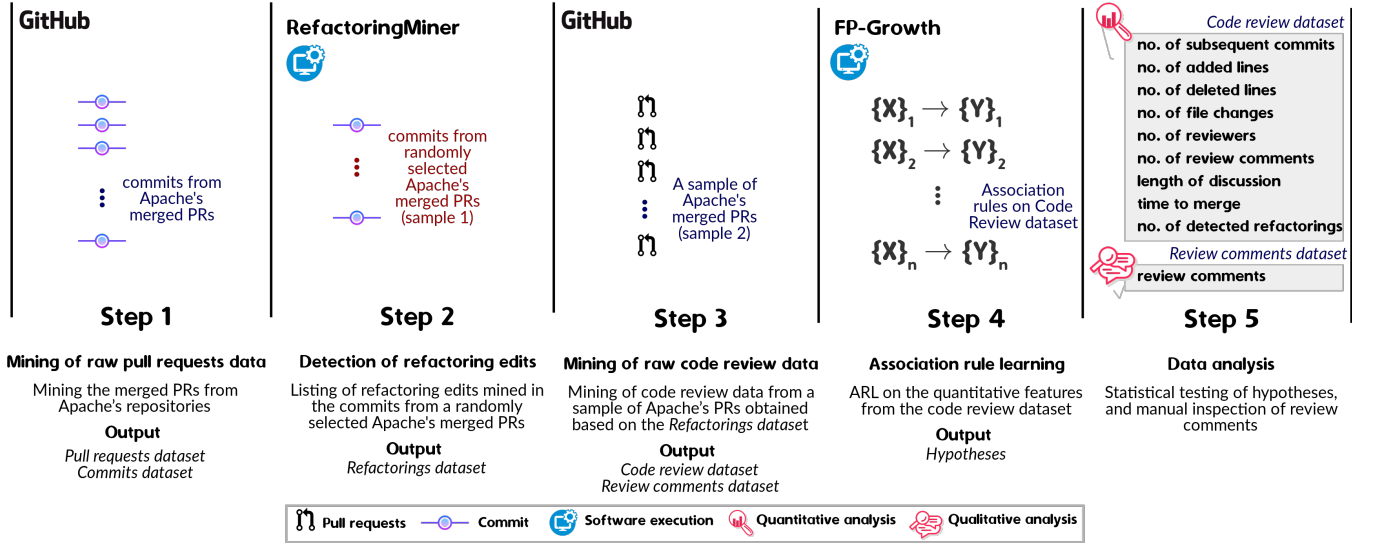 GitHub
commits from
Apache's
merged PRs
Step 1
Mining of raw pull requests data
Mining the merged PRs from
Apache's repositories
Output
Pull requests dataset
Commits dataset
RefactoringMiner
commits from
randomly
selected
Apache's
merged PRs
(sample 1)
Step 2
Detection of refactoring edits
Listing of refactoring edits mined in
the commits from a randomly
selected Apache's merged PRs
Output
Refactorings dataset
GitHub
A sample of
Apache's
merged PRs
(sample 2)
Step 3
Mining of raw code review data
Mining of code review data from a
sample of Apache's PRs obtained
based on the Refactorings dataset
Output
Code review dataset
Review comments dataset
FP-Growth
{X}1 → {Y}1
{X}2 → {Y}2
Association
rules on Code
Review dataset
{X}n → {Y}n
Step 4
Association rule learning
ARL on the quantitative features
from the code review dataset
Output
Hypotheses
Code review dataset
no. of subsequent commits
no. of added lines
no. of deleted lines
no. of file changes
no. of reviewers
no. of review comments
length of discussion
time to merge
no. of detected refactorings
Review comments dataset
review comments
Step 5
Data analysis
Statistical testing of hypotheses,
and manual inspection of review
comments
Pull requests
Commit
Software execution
Quantitative analysis
Qualitative analysis